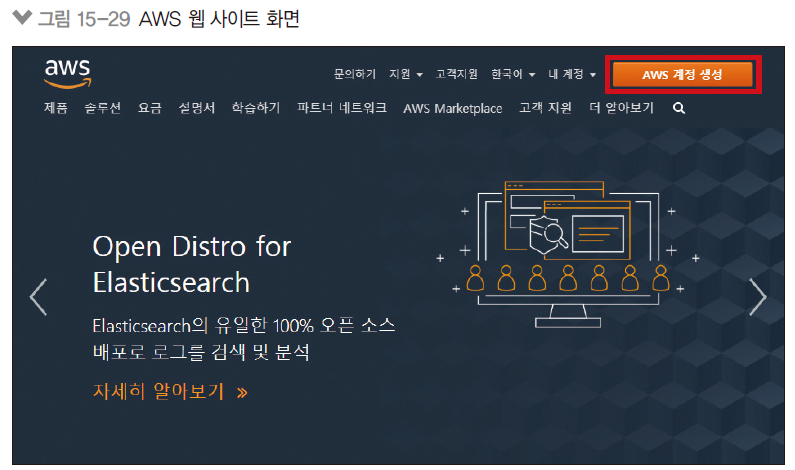 그림 15-29 AWS 웹 사이트 화면
aws
문의하기 지원 고객지원 한국어 내 계정 AWS 계정 생성
제품 솔루션 요금 설명서 학습하기 파트너 네트워크 AWS Marketplace 고객 지원 더 알아보기
Open Distro for
Elasticsearch
Elasticsearch의 유일한 100% 오픈 소스
배포로 로그를 검색 및 분석
자세히 알아보기 »